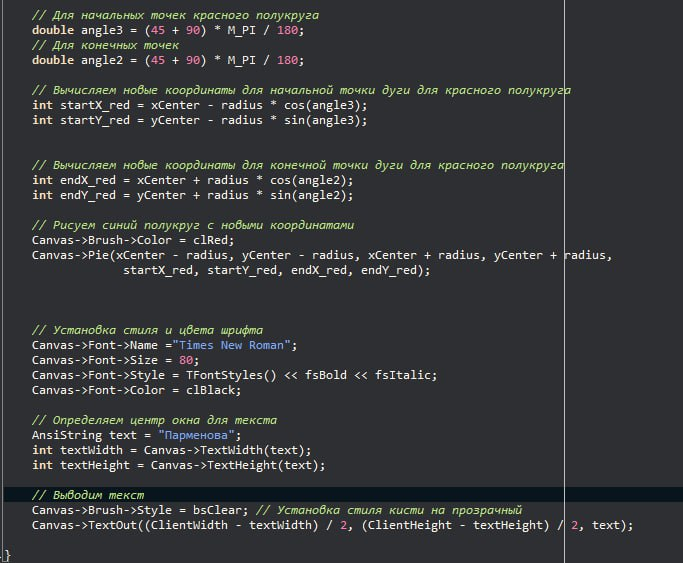 // Для начальных точек красного полукруга
double angle3 = (45 + 90) * M_PI / 180;
// Для конечных точек
double angle2 = (45 + 90) * M_PI / 180;
// Вычисляем новые координаты для начальной точки дуги для красного полукруга
int startX_red = xCenter - radius * cos(angle3);
int startY_red = yCenter - radius * sin(angle3);
// Вычисляем новые координаты для конечной точки дуги для красного полукруга
int endX_red = xCenter + radius * cos(angle2);
int endY_red = yCenter + radius * sin(angle2);
// Рисуем синий полукруг с новыми координатами
Canvas->Brush->Color = clRed;
Canvas->Pie(xCenter - radius, yCenter - radius, xCenter + radius, yCenter + radius,
startX_red, startY_red, endX_red, endY_red);
// Установка стиля и цвета шрифта
Canvas->Font->Name ="Times New Roman";
Canvas->Font->Size = 80;
Canvas->Font->Style = TFontStyles() << fsBold << fsItalic;
Canvas->Font->Color = clBlack;
// Определяем центр окна для текста
AnsiString text = "Парменова";
int textWidth = Canvas->TextWidth(text);
int textHeight = Canvas->TextHeight(text);
// Выводим текст
Canvas->Brush->Style = bsClear; // Установка стиля кисти на прозрачный
Canvas->TextOut((ClientWidth - textWidth) / 2, (ClientHeight - textHeight) / 2, text);
}